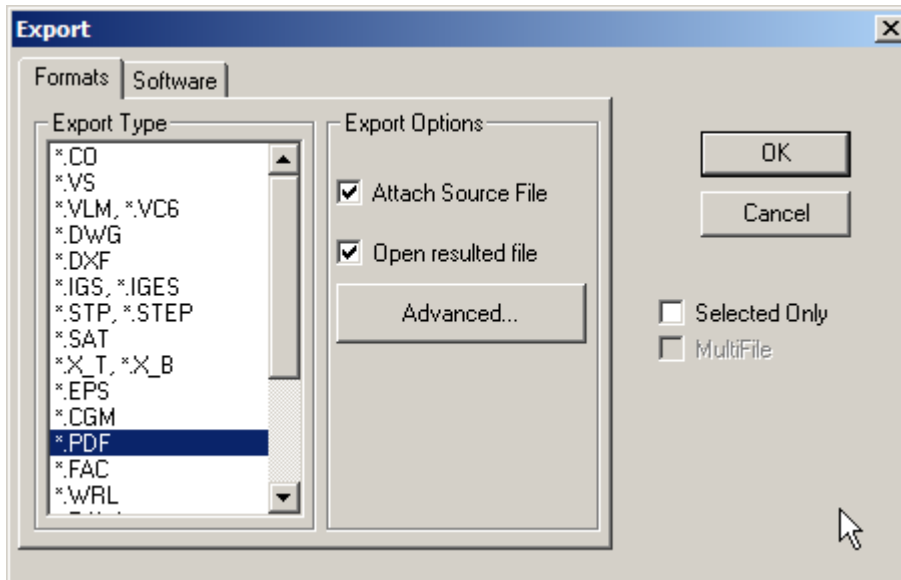 Export
Formats
Software
Export Type
*.CO
*.VS
*.VLM, *.VC6
*.DWG
*.DXF
*.IGS, *.IGES
*.STP, *.STEP
*.SAT
*.X_T, *.X_B
*.EPS
*.CGM
*.PDF
*.FAC
*.WRL
Export Options
Attach Source File
Open resulted file
Advanced...
OK
Cancel
Selected Only
MultiFile